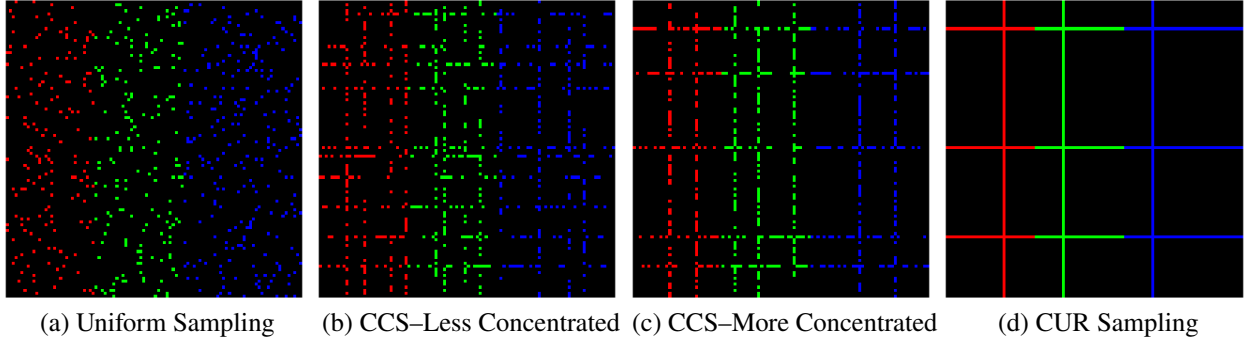 (a) Uniform Sampling
(b) CCS–Less Concentrated
(c) CCS–More Concentrated
(d) CUR Sampling